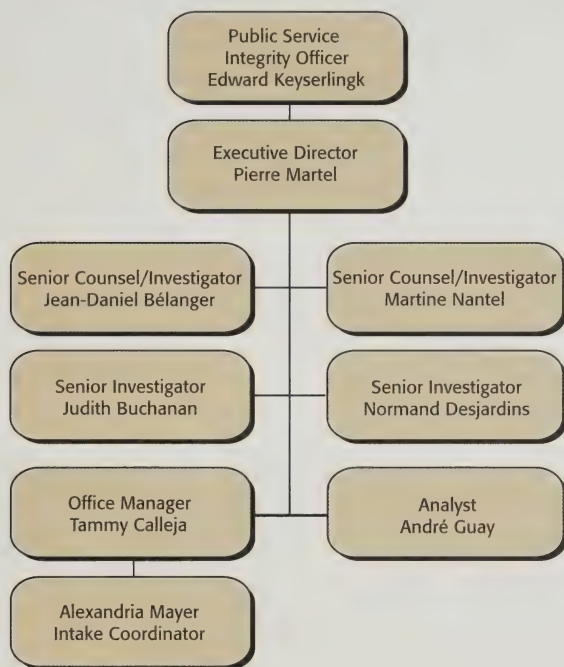 Public Service
Integrity Officer
Edward Keyserlingk
Executive Director
Pierre Martel
Senior Counsel/Investigator
Jean-Daniel Bélanger
Senior Counsel/Investigator
Martine Nantel
Senior Investigator
Judith Buchanan
Senior Investigator
Normand Desjardins
Office Manager
Tammy Calleja
Analyst
André Guay
Alexandria Mayer
Intake Coordinator